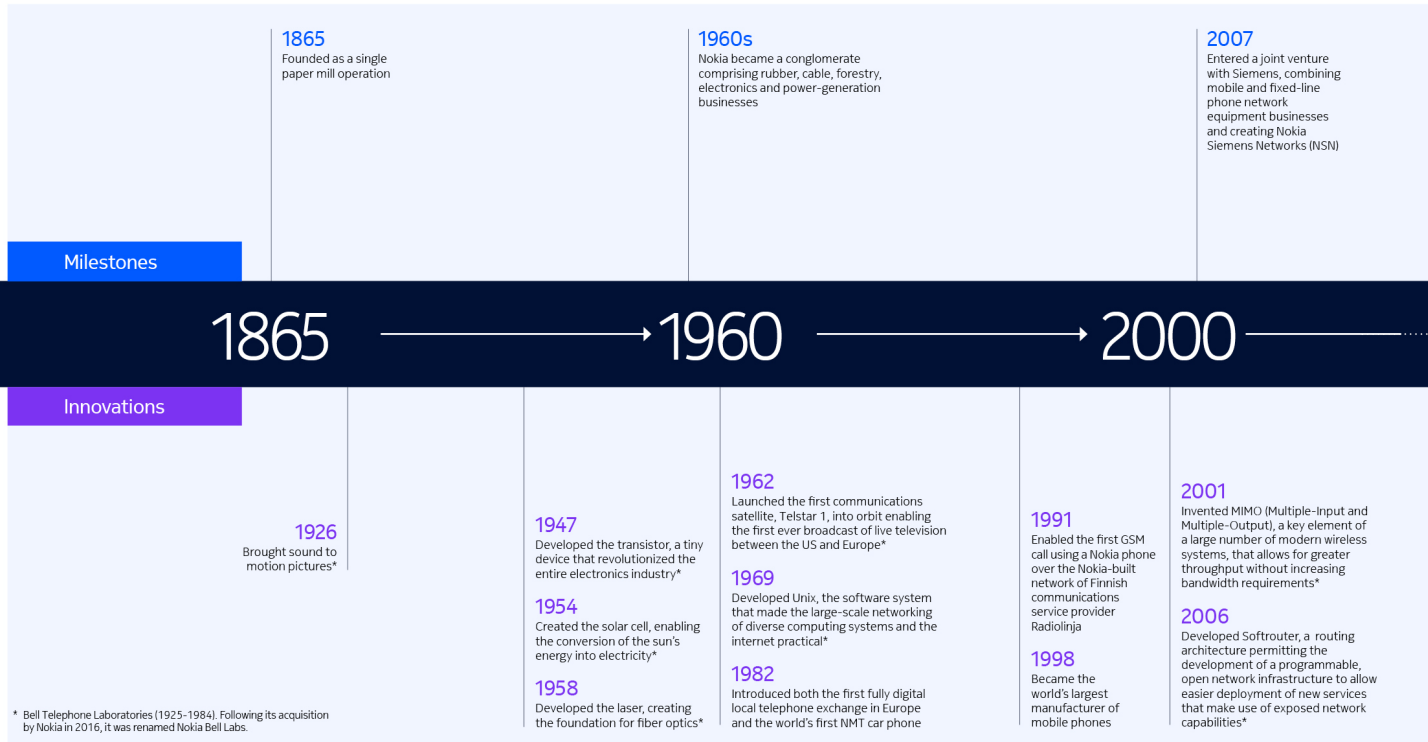 1865
Founded as a single
paper mill operation
1960s
Nokia became a conglomerate
comprising rubber, cable, forestry,
electronics and power-generation
businesses
2007
Entered a joint venture
with Siemens, combining
mobile and fixed-line
phone network
equipment businesses
and creating Nokia
Siemens Networks (NSN)
Milestones
1865
1960
2000
Innovations
1926
Brought sound to
motion pictures*
1947
Developed the transistor, a tiny
device that revolutionized the
entire electronics industry*
1954
Created the solar cell, enabling
the conversion of the sun's
energy into electricity*
1958
Developed the laser, creating
the foundation for fiber optics*
1962
Launched the first communications
satellite, Telstar 1, into orbit enabling
the first ever broadcast of live television
between the US and Europe*
1969
Developed Unix, the software system
that made the large-scale networking
of diverse computing systems and the
internet practical*
1982
Introduced both the first fully digital
local telephone exchange in Europe
and the world's first NMT car phone
1991
Enabled the first GSM
call using a Nokia phone
over the Nokia-built
network of Finnish
communications
service provider
Radiolinja
1998
Became the
world's largest
manufacturer of
mobile phones
2001
Invented MIMO (Multiple-Input and
Multiple-Output), a key element of
a large number of modern wireless
systems, that allows for greater
throughput without increasing
bandwidth requirements*
2006
Developed Softrouter, a routing
architecture permitting the
development of a programmable,
open network infrastructure to allow
easier deployment of new services
that make use of exposed network
capabilities*
* Bell Telephone Laboratories (1925-1984). Following its acquisition
by Nokia in 2016, it was renamed Nokia Bell Labs.